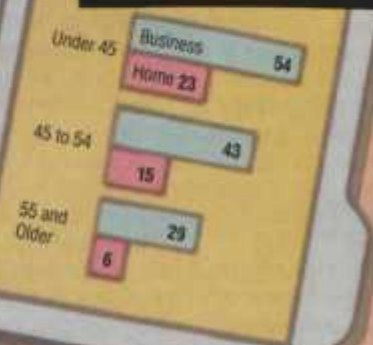 Under 45
Business
54
Home 23
45 to 54
43
15
55 and
Older
29
6